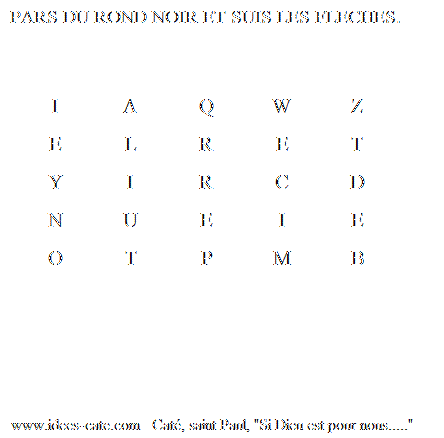 PARS DU ROND NOIR ET SUIS LES FLECHES.
I A Q W Z
E L R E T
Y I R C D
N U E I E
O T P M B
www.idees-cate.com Caté, saint Paul, "Si Dieu est pour nous....."